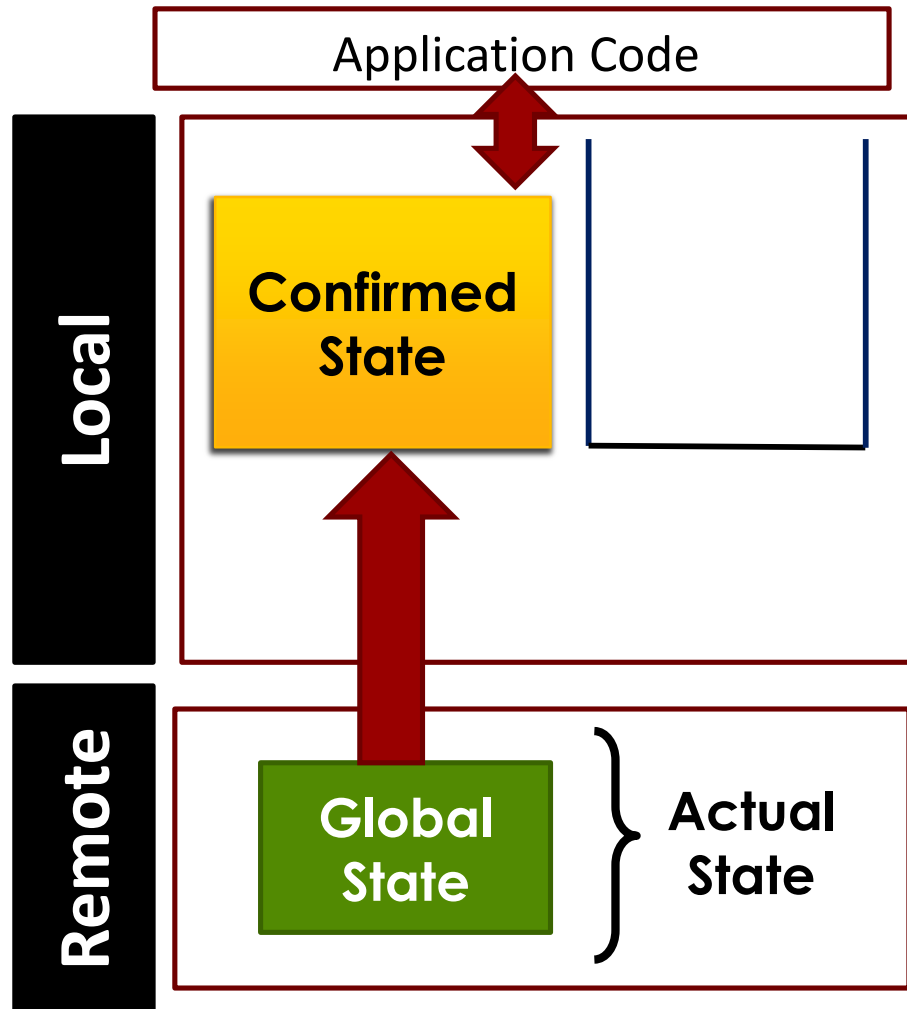 Application Code
Local
Confirmed
State
Remote
Global
State
Actual
State